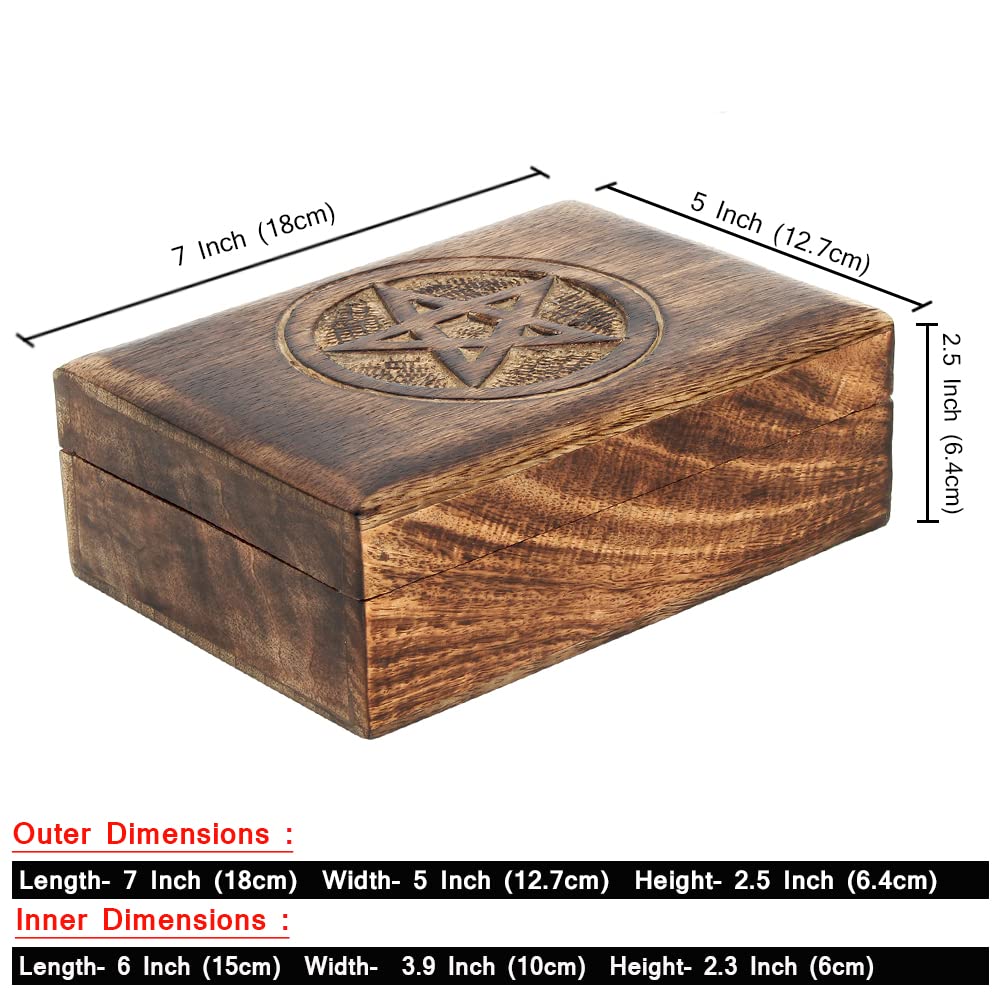 7 Inch (18cm)
5 Inch (12.7cm)
2.5 Inch (6.4cm)
Outer Dimensions :
Length- 7 Inch (18cm) Width- 5 Inch (12.7cm) Height- 2.5 Inch (6.4cm)
Inner Dimensions :
Length- 6 Inch (15cm) Width- 3.9 Inch (10cm) Height- 2.3 Inch (6cm)